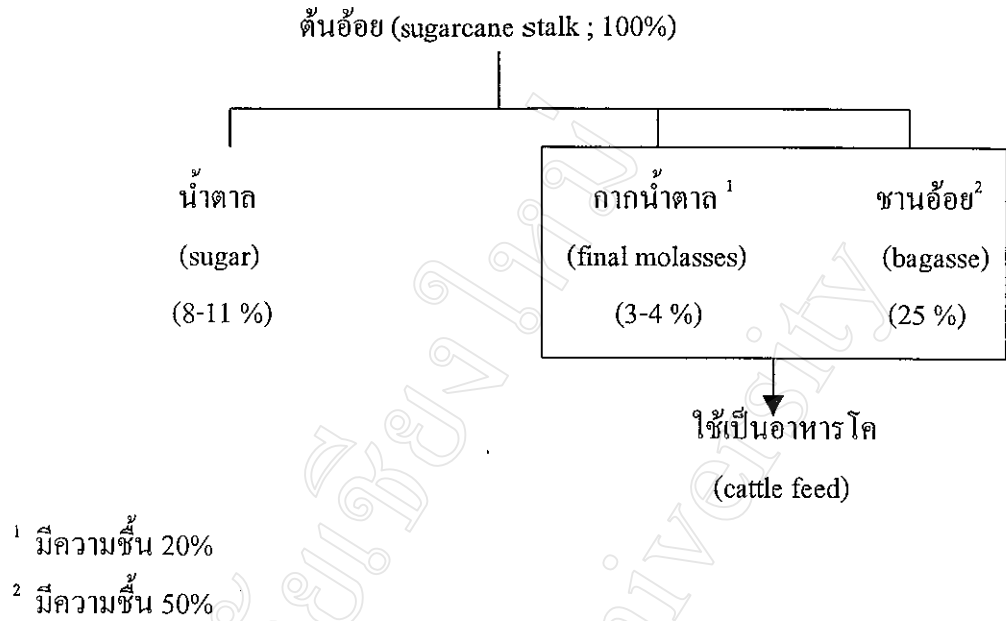 ต้นอ้อย (sugarcane stalk ; 100%)
น้ำตาล
(sugar)
(8-11 %)
กากน้ำตาล ¹
(final molasses)
(3-4 %)
ชานอ้อย²
(bagasse)
(25 %)
ใช้เป็นอาหารโค
(cattle feed)
¹ มีความชื้น 20%
² มีความชื้น 50%
University